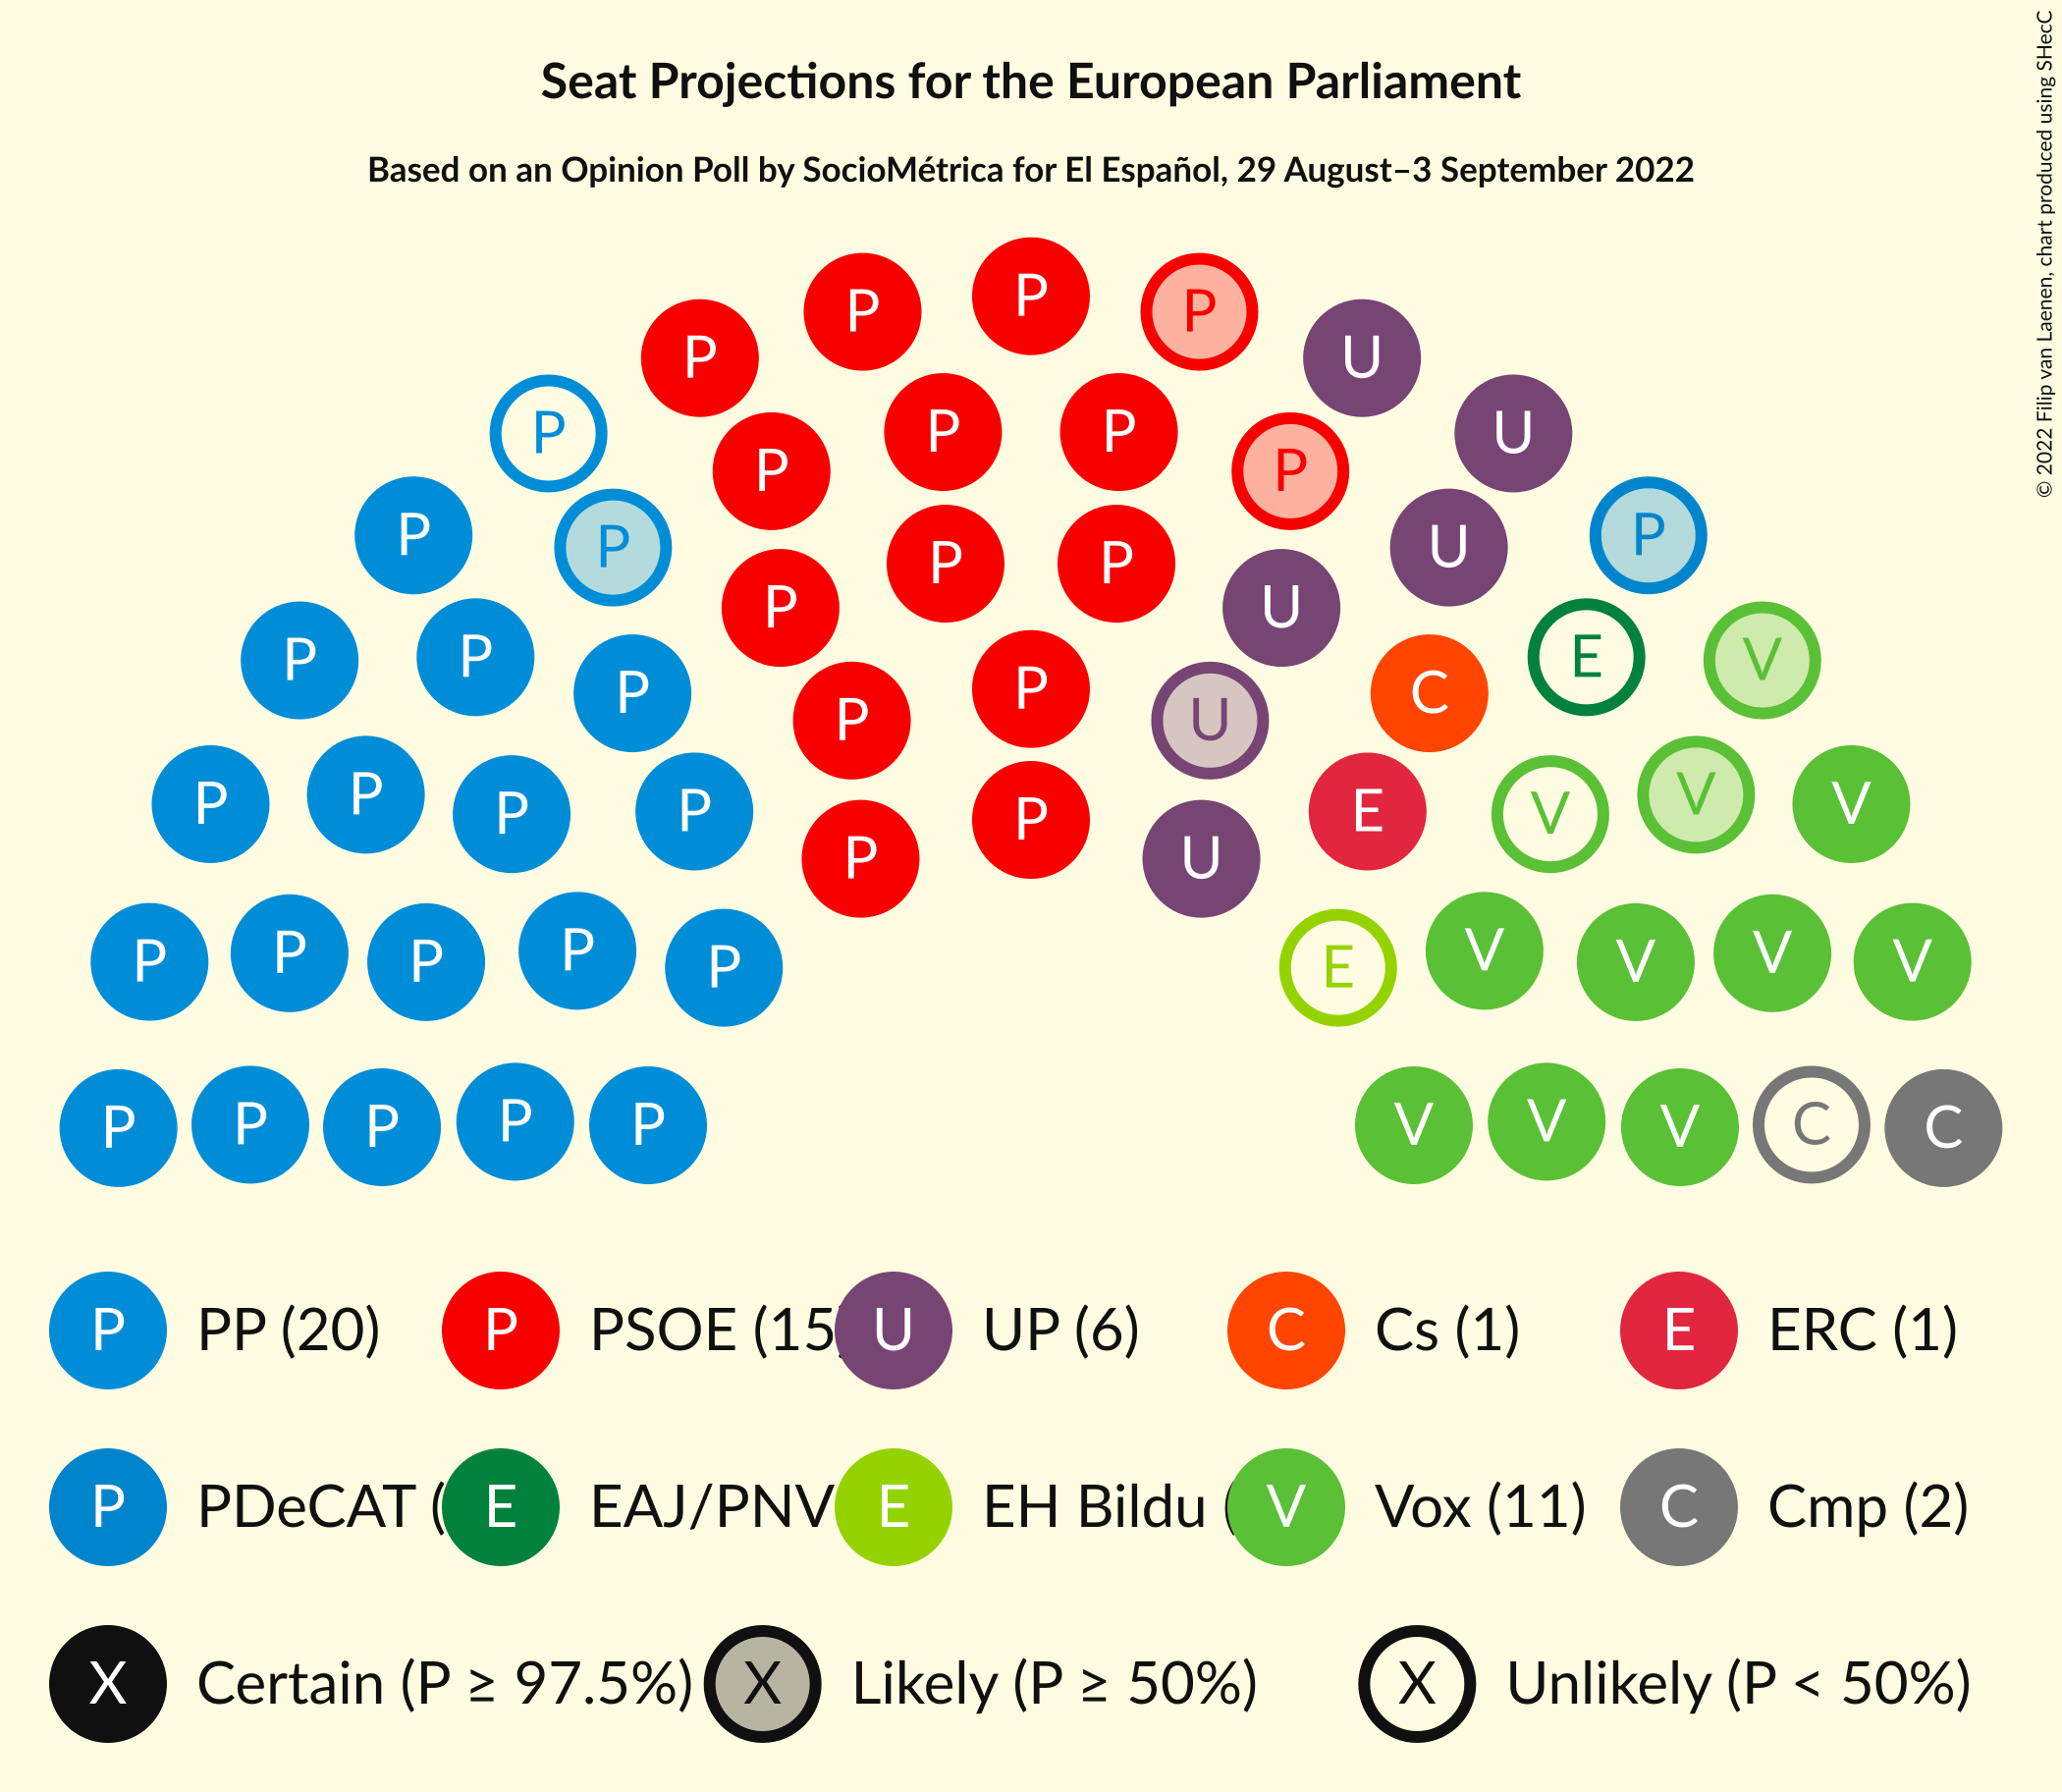 Seat Projections for the European Parliament
Based on an Opinion Poll by SocioMétrica for El Español, 29 August–3 September 2022
© 2022 Filip van Laenen, chart produced using SHecC
P
P P
P P U
P P P U
P P P P
P P U P
P P P U
P U
P P P E V
P P C
P P U
P P V V
P P E V
P P
P U
P P P P P E V V V V
P P P P P V V V C C
P PP (20) P PSOE (15 U UP (6) C Cs (1) E ERC (1)
P PDeCAT ( E EAJ/PNV E EH Bildu ( V Vox (11) C Cmp (2)
X Certain (P ≥ 97.5%) X Likely (P ≥ 50%) X Unlikely (P < 50%)